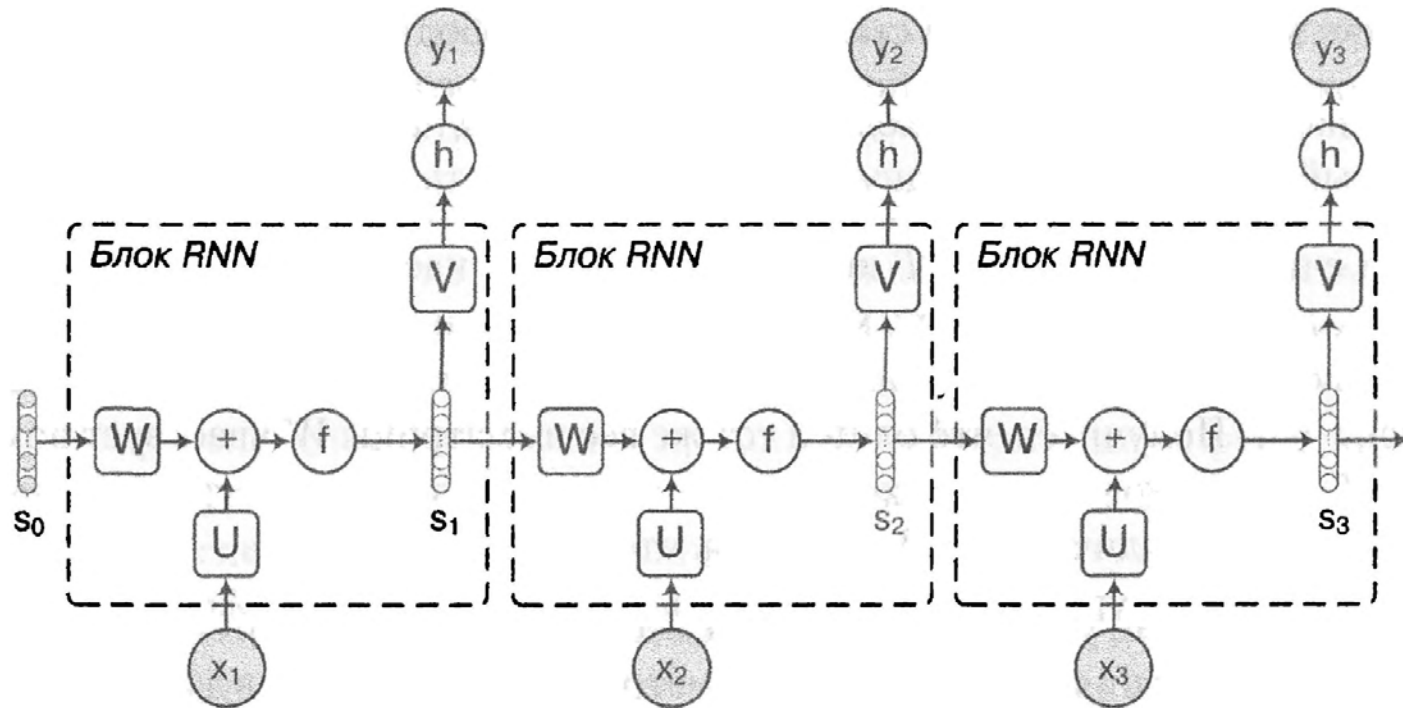 y₁ y₂ y₃
h h h
Блок RNN Блок RNN Блок RNN
V V V
W + f W + f W + f
s₀ s₁ s₂ s₃
U U U
x₁ x₂ x₃